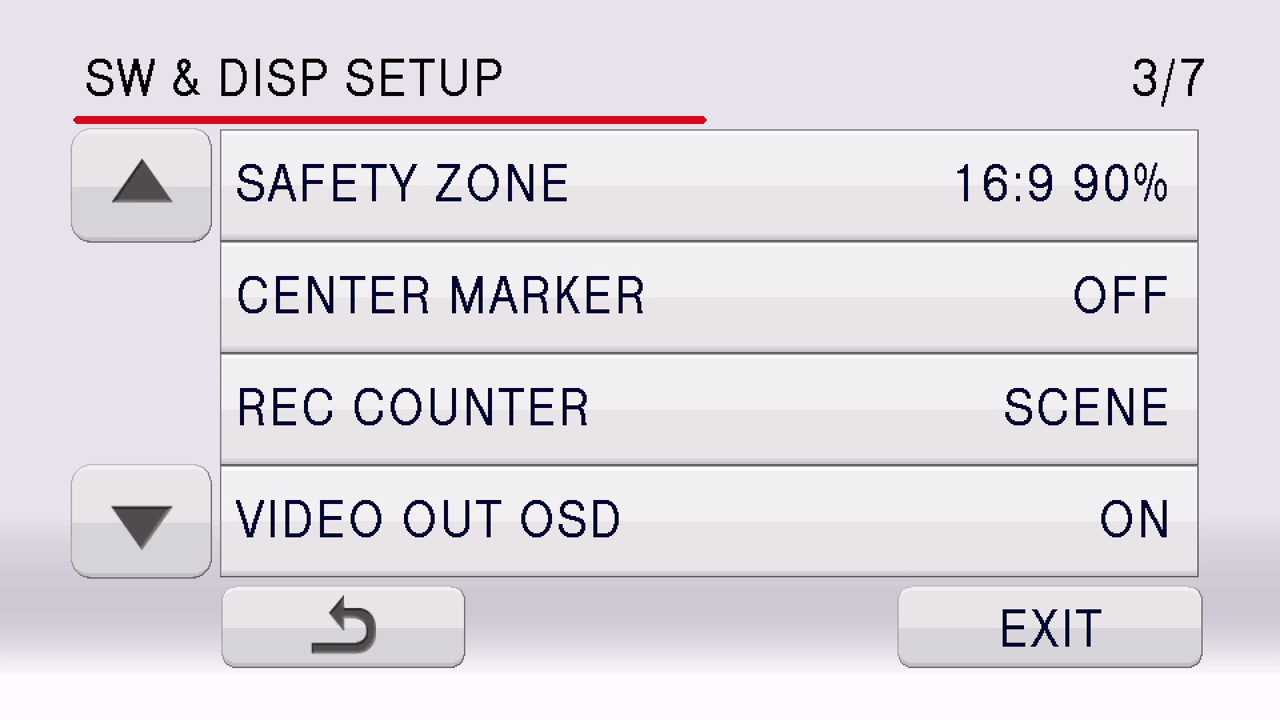 SW & DISP SETUP 3/7
SAFETY ZONE 16:9 90%
CENTER MARKER OFF
REC COUNTER SCENE
VIDEO OUT OSD ON
EXIT